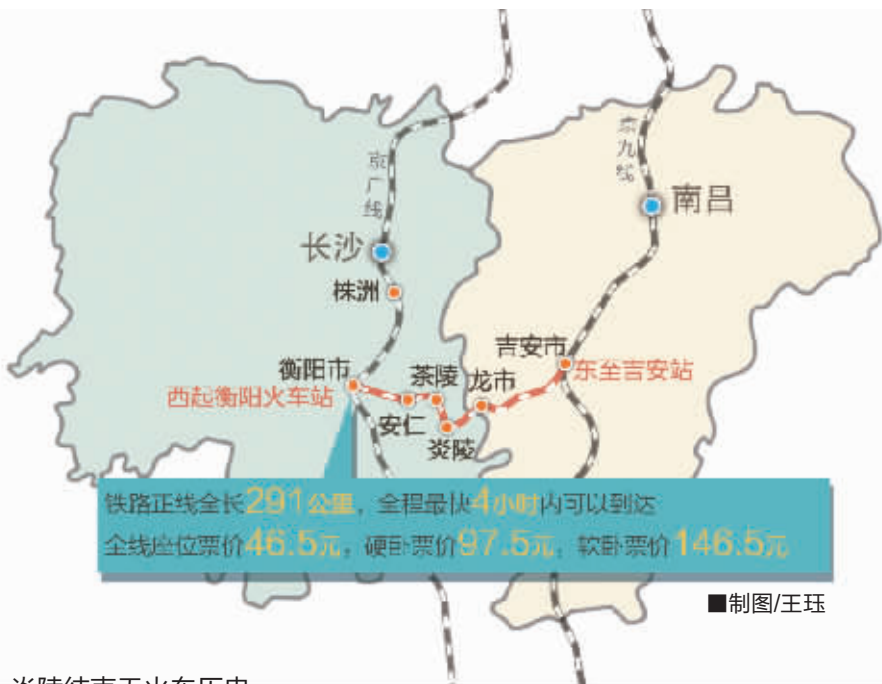 京广线
京九线
南昌
长沙
株洲
吉安市
东至吉安站
衡阳市
茶陵
龙市
西起衡阳火车站
安仁
炎陵
铁路正线全长291公里，全程最快4小时内可以到达
全线座位票价46.5元，硬卧票价97.5元，软卧票价146.5元
■制图/王珏